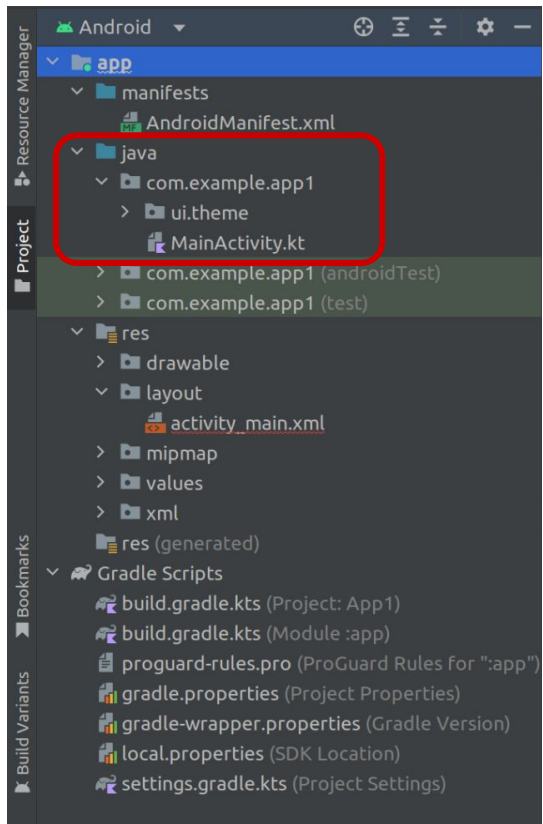 Android
app
manifests
MF AndroidManifest.xml
java
com.example.app1
ui.theme
MainActivity.kt
com.example.app1 (androidTest)
com.example.app1 (test)
res
drawable
layout
activity_main.xml
mipmap
values
xml
res (generated)
Gradle Scripts
build.gradle.kts (Project: App1)
build.gradle.kts (Module :app)
proguard-rules.pro (ProGuard Rules for ":app")
gradle.properties (Project Properties)
gradle-wrapper.properties (Gradle Version)
local.properties (SDK Location)
settings.gradle.kts (Project Settings)
Resource Manager
Project
Bookmarks
Build Variants